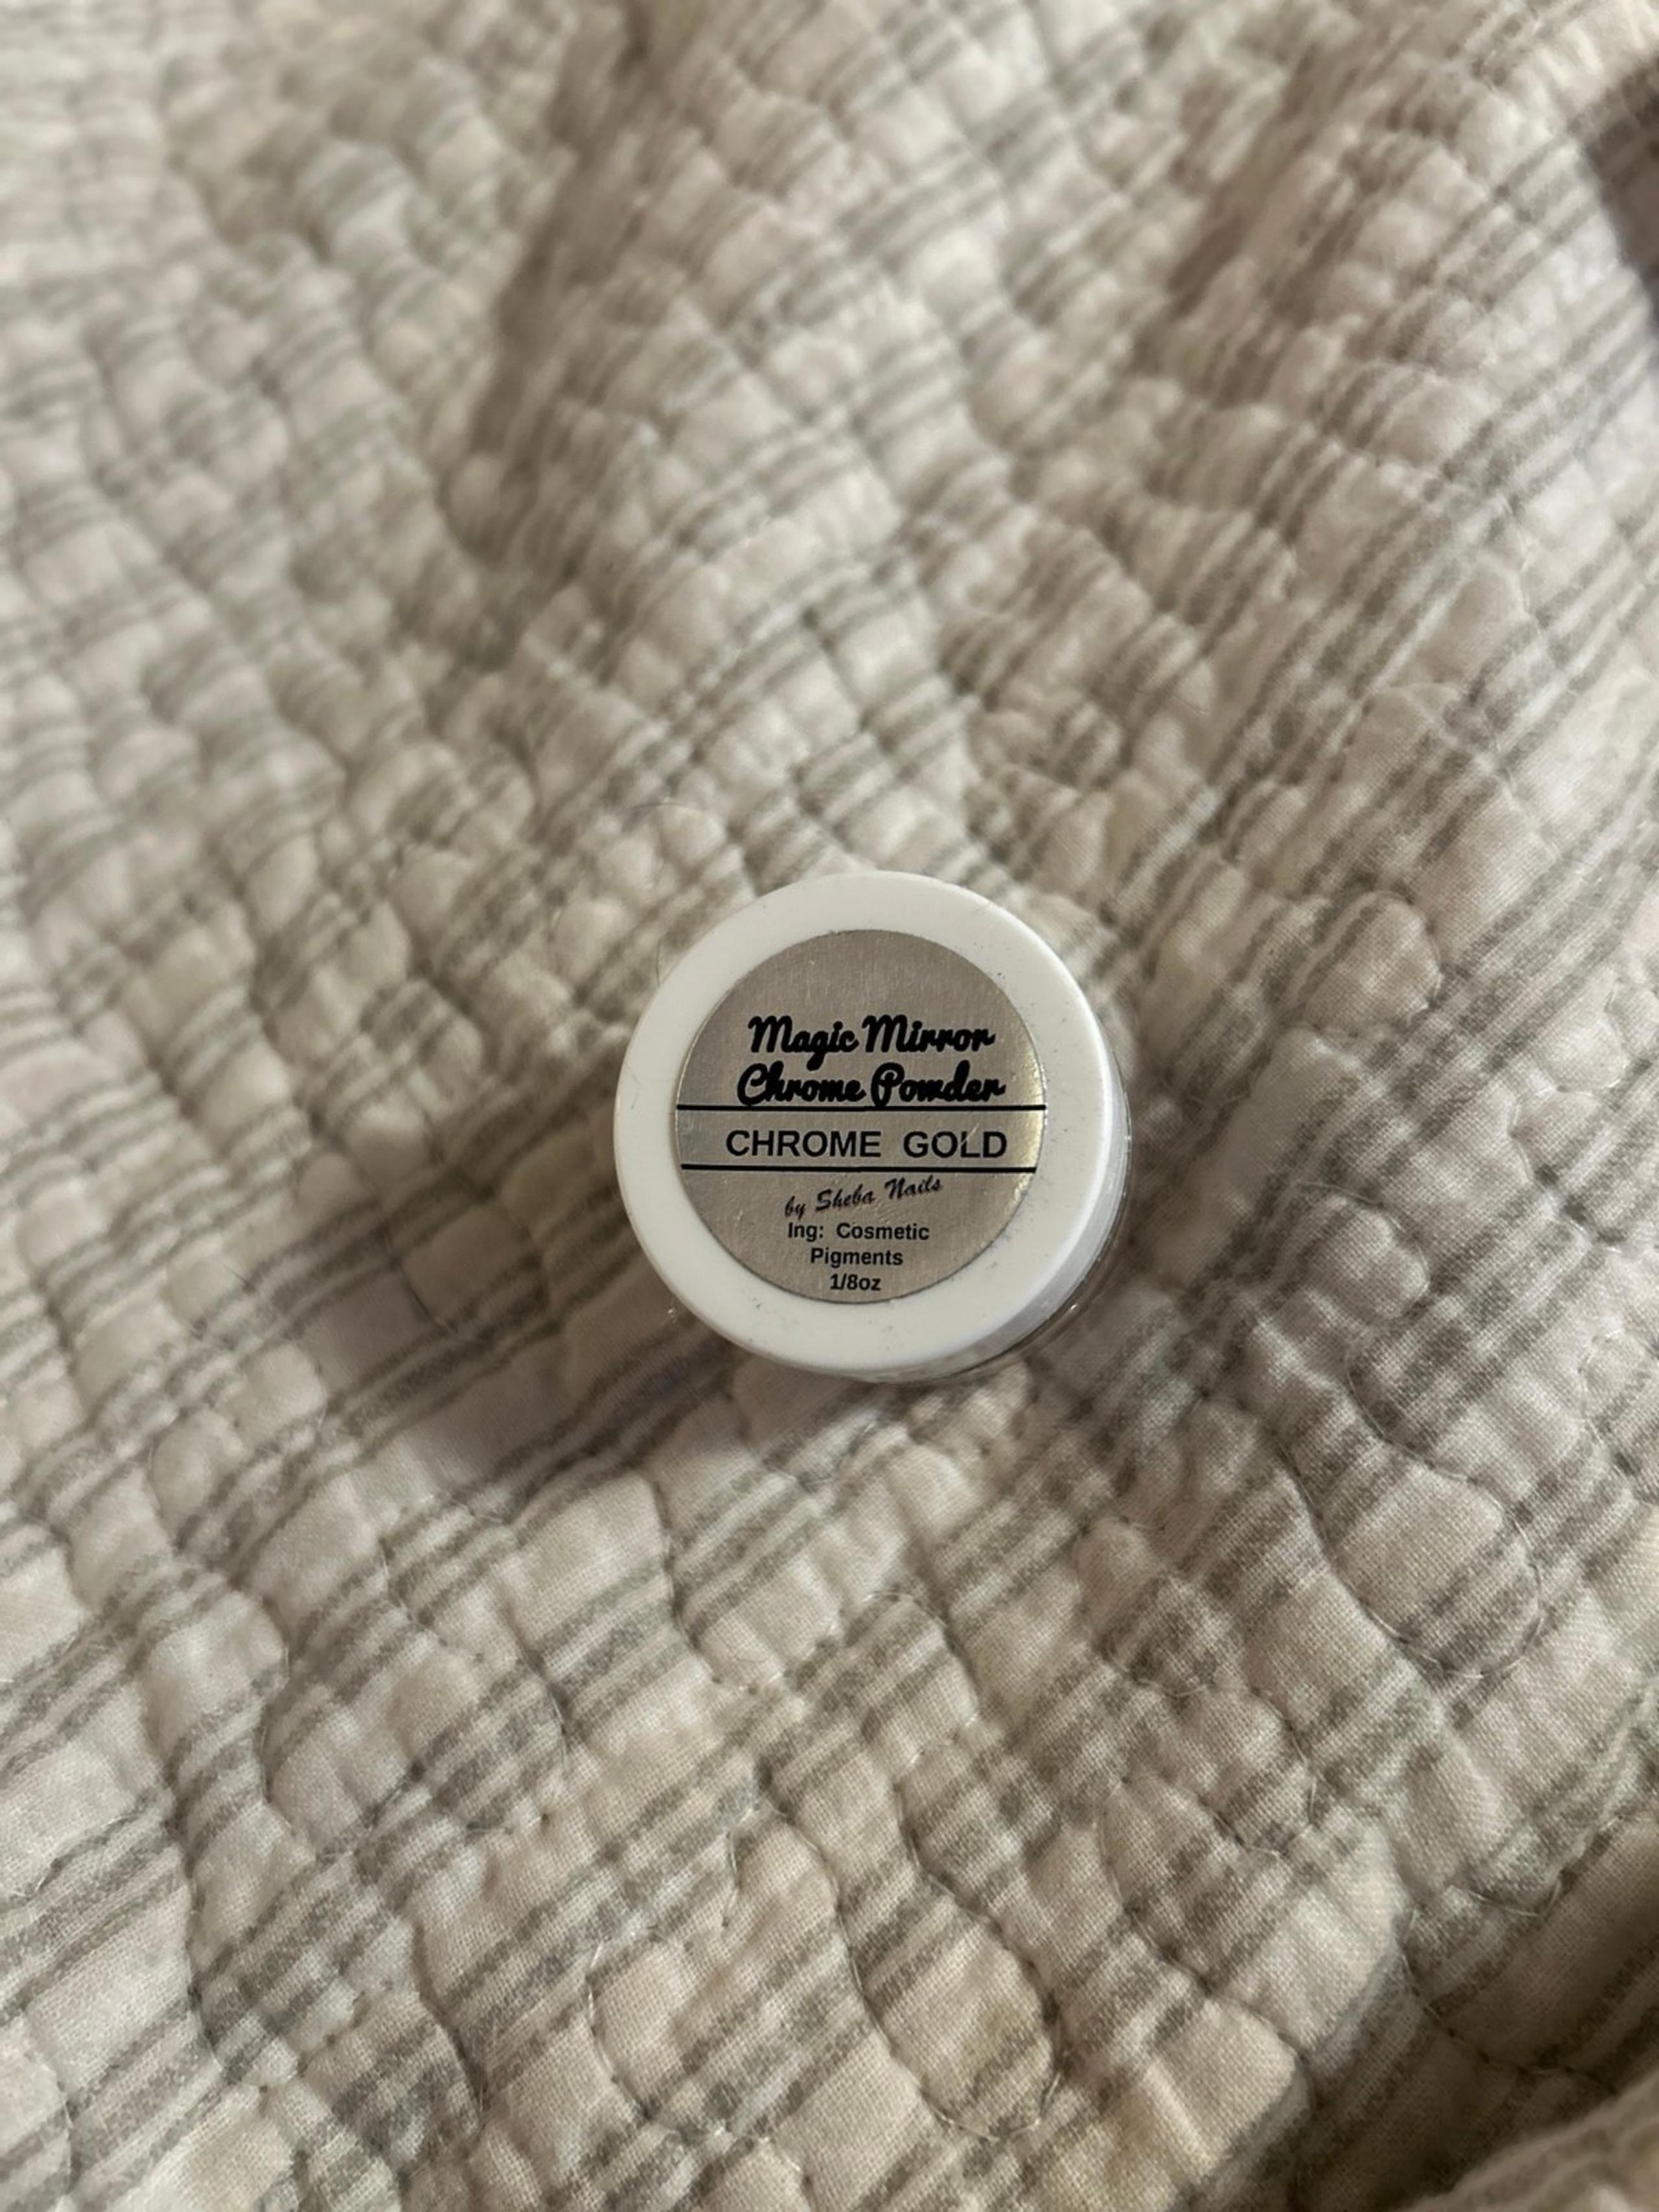 Magic Mirror
Chrome Powder
CHROME GOLD
by Sheba Nails
Ing: Cosmetic
Pigments
1/8oz